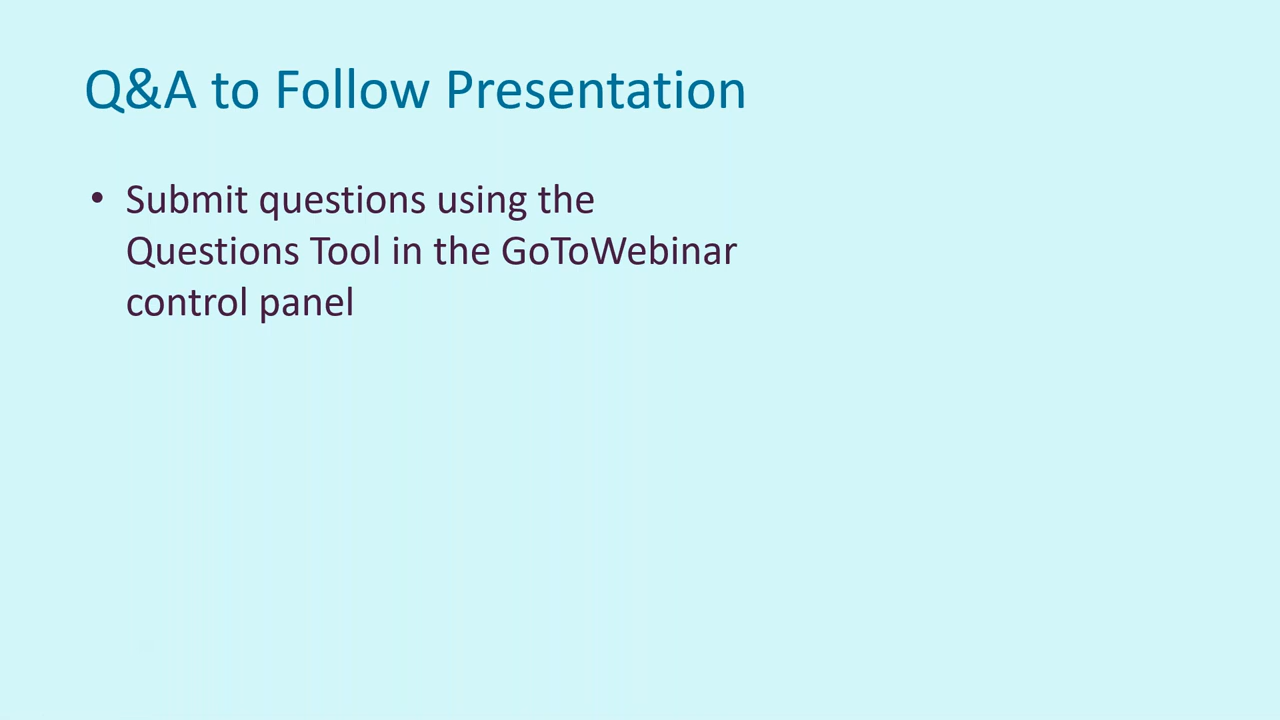 Q&A to Follow Presentation
• Submit questions using the
Questions Tool in the GoToWebinar
control panel